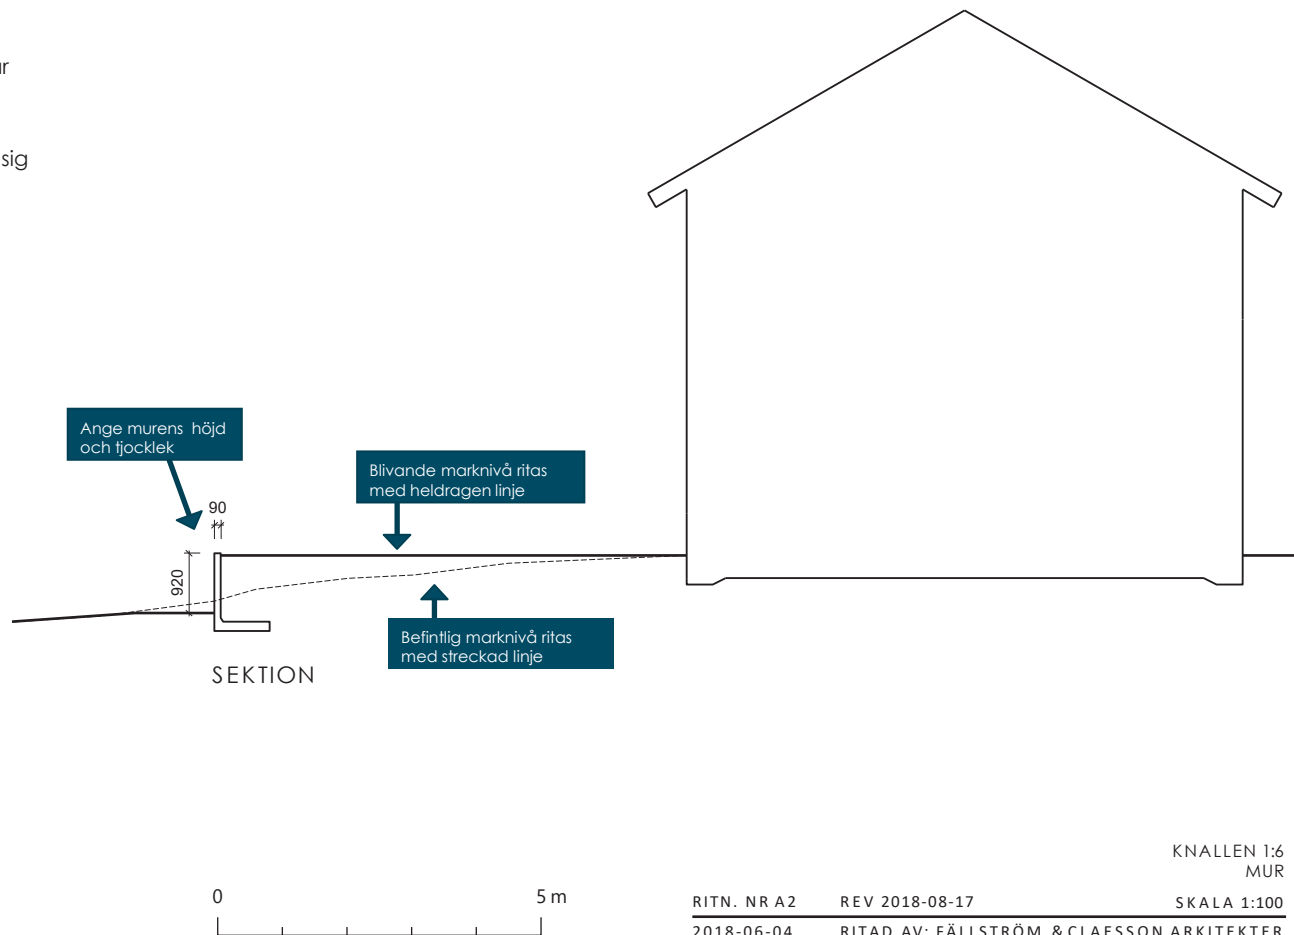 sig
Ange murens höjd
och tjocklek
Blivande marknivå ritas
med heldragen linje
90
920
Befintlig marknivå ritas
med streckad linje
SEKTION
KNALLEN 1:6
MUR
0 5 m
RITN. NR A2 REV 2018-08-17 SKALA 1:100
2018-06-04 RITAD AV: FÄLLSTRÖM & CLAESSON ARKITEKTER